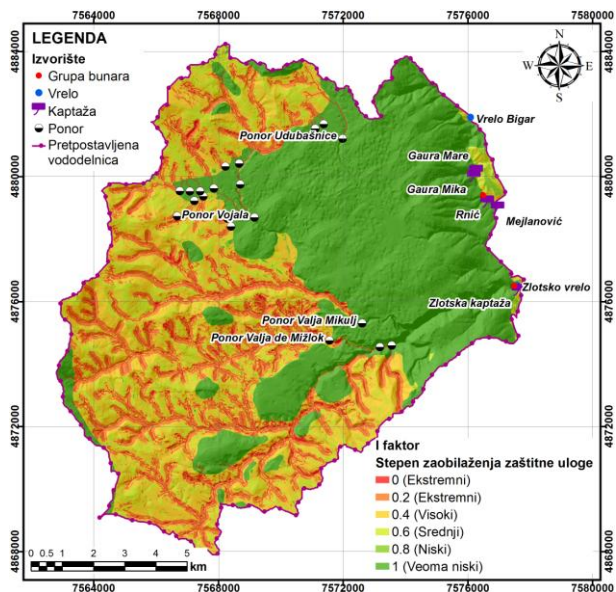 7564000 7568000 7572000 7576000 7580000
4884000 4884000
LEGENDA
Izvorište
Grupa bunara
Vrelo
Kaptaža
Ponor
Pretpostavljena
vododelnica
N
W E
S
Vrelo Bigar
Ponor Udubašnice
Gaura Mare
4880000 4880000
Gaura Mika
Rnić
Mejlanović
Ponor Vojala
Zlotsko vrelo
4876000 4876000
Zlotska kaptaža
Ponor Valja Mikulj
Ponor Valja de Mižlok
4872000 4872000
I faktor
Stepen zaobilaženja zaštitne uloge
0 (Ekstremni)
0.2 (Ekstremni)
0.4 (Visoki)
0.6 (Srednji)
0.8 (Niski)
1 (Veoma niski)
4868000 4868000
0 0.5 1 2 3 4 5
km
7564000 7568000 7572000 7576000 7580000